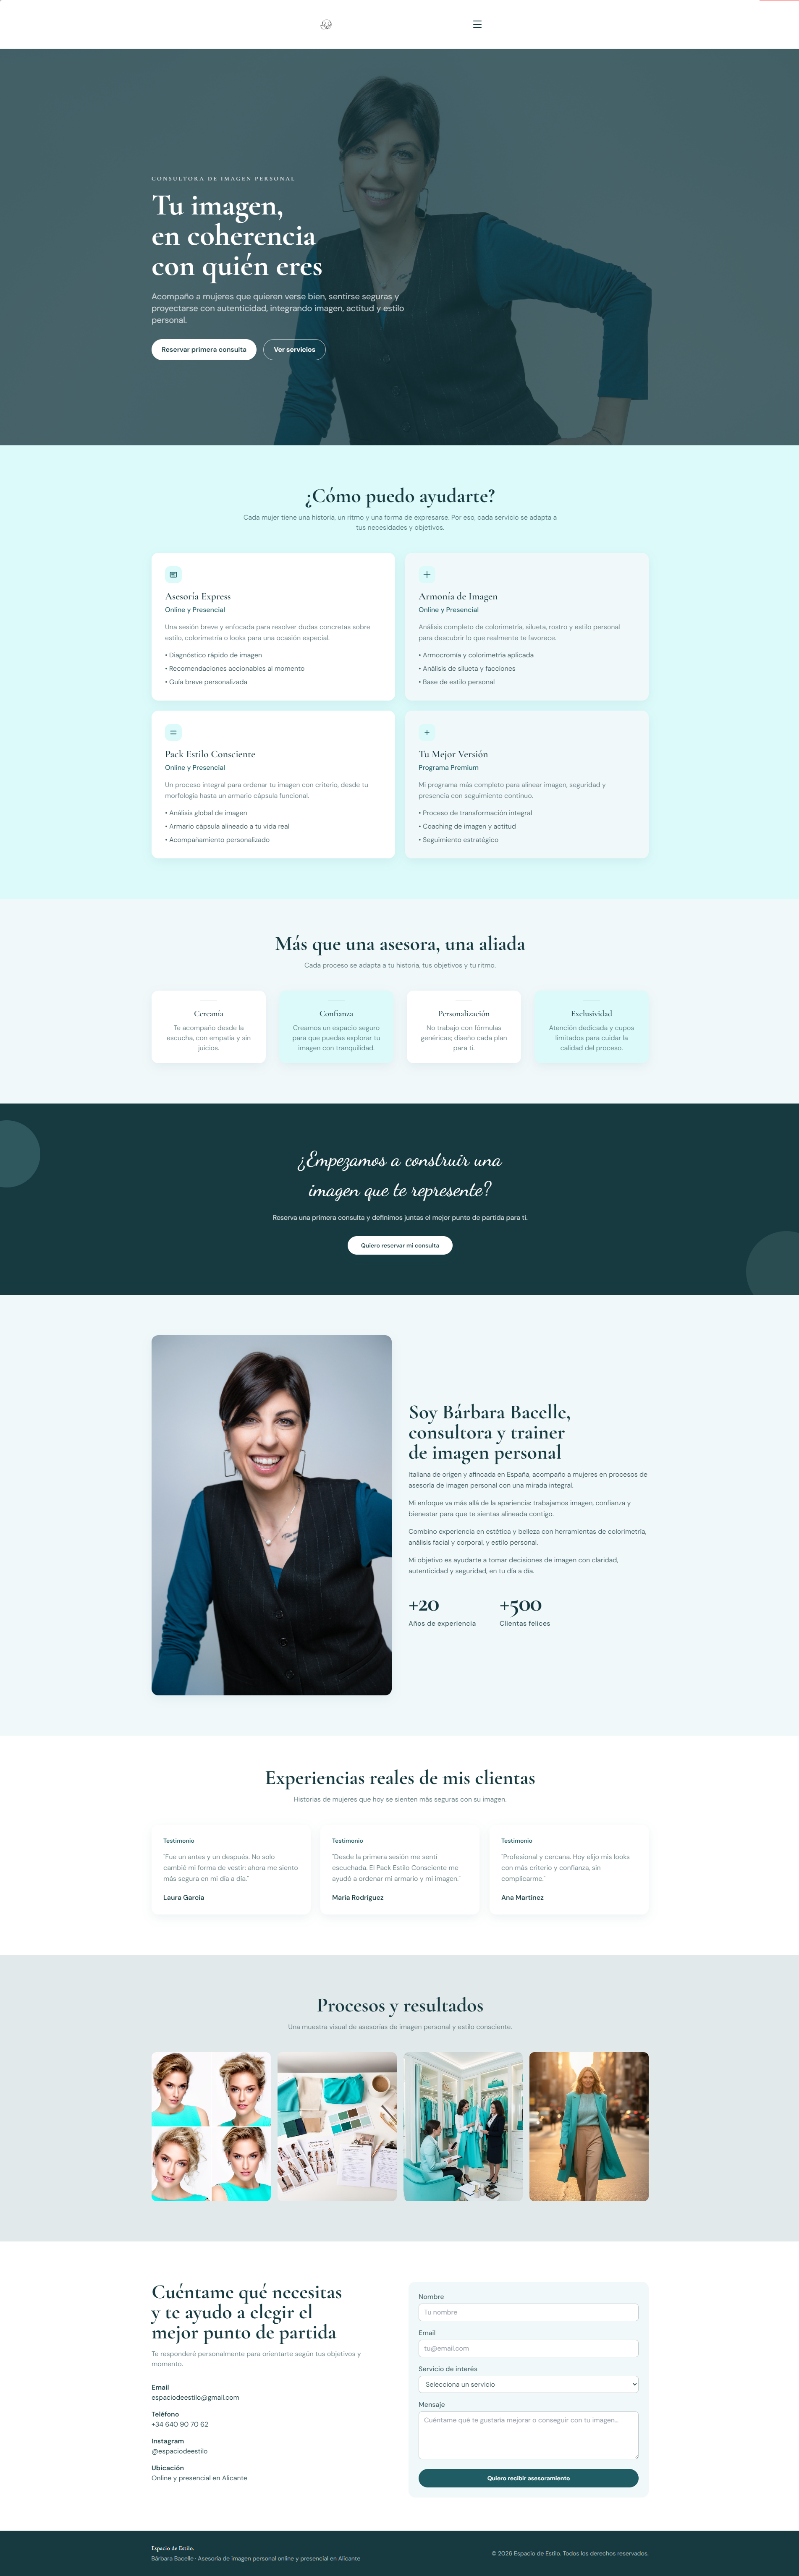 CONSULTORA DE IMAGEN PERSONAL
Tu imagen,
en coherencia
con quién eres
Acompaño a mujeres que quieren verse bien, sentirse seguras y
proyectarse con autenticidad, integrando imagen, actitud y estilo
personal.
Reservar primera consulta
Ver servicios
¿Cómo puedo ayudarte?
Cada mujer tiene una historia, un ritmo y una forma de expresarse. Por eso, cada servicio se adapta a
tus necesidades y objetivos.
Asesoría Express
Online y Presencial
Una sesión breve y enfocada para resolver dudas concretas sobre
estilo, colorimetría o looks para una ocasión especial.
• Diagnóstico rápido de imagen
• Recomendaciones accionables al momento
• Guía breve personalizada
Armonía de Imagen
Online y Presencial
Análisis completo de colorimetría, silueta, rostro y estilo personal
para descubrir lo que realmente te favorece.
• Armocromía y colorimetría aplicada
• Análisis de silueta y facciones
• Base de estilo personal
Pack Estilo Consciente
Online y Presencial
Un proceso integral para ordenar tu imagen con criterio, desde tu
morfología hasta un armario cápsula funcional.
• Análisis global de imagen
• Armario cápsula alineado a tu vida real
• Acompañamiento personalizado
Tu Mejor Versión
Programa Premium
Mi programa más completo para alinear imagen, seguridad y
presencia con seguimiento continuo.
• Proceso de transformación integral
• Coaching de imagen y actitud
• Seguimiento estratégico
Más que una asesora, una aliada
Cada proceso se adapta a tu historia, tus objetivos y tu ritmo.
Cercanía
Te acompaño desde la
escucha, con empatía y sin
juicios.
Confianza
Creamos un espacio seguro
para que puedas explorar tu
imagen con tranquilidad.
Personalización
No trabajo con fórmulas
genéricas; diseño cada plan
para ti.
Exclusividad
Atención dedicada y cupos
limitados para cuidar la
calidad del proceso.
¿Empezamos a construir una
imagen que te represente?
Reserva una primera consulta y definimos juntas el mejor punto de partida para ti.
Quiero reservar mi consulta
Soy Bárbara Bacelle,
consultora y trainer
de imagen personal
Italiana de origen y afincada en España, acompaño a mujeres en procesos de
asesoría de imagen personal con una mirada integral.
Mi enfoque va más allá de la apariencia: trabajamos imagen, confianza y
bienestar para que te sientas alineada contigo.
Combino experiencia en estética y belleza con herramientas de colorimetría,
análisis facial y corporal, y estilo personal.
Mi objetivo es ayudarte a tomar decisiones de imagen con claridad,
autenticidad y seguridad, en tu día a día.
+20
Años de experiencia
+500
Clientas felices
Experiencias reales de mis clientas
Historias de mujeres que hoy se sienten más seguras con su imagen.
Testimonio
"Fue un antes y un después. No solo
cambié mi forma de vestir: ahora me siento
más segura en mi día a día."
Laura García
Testimonio
"Desde la primera sesión me sentí
escuchada. El Pack Estilo Consciente me
ayudó a ordenar mi armario y mi imagen."
María Rodríguez
Testimonio
"Profesional y cercana. Hoy elijo mis looks
con más criterio y confianza, sin
complicarme."
Ana Martínez
Procesos y resultados
Una muestra visual de asesorías de imagen personal y estilo consciente.
Cuéntame qué necesitas
y te ayudo a elegir el
mejor punto de partida
Te responderé personalmente para orientarte según tus objetivos y
momento.
Email
espaciodeestilo@gmail.com
Teléfono
+34 640 90 70 62
Instagram
@espaciodeestilo
Ubicación
Online y presencial en Alicante
Nombre
Tu nombre
Email
tu@email.com
Servicio de interés
Selecciona un servicio
Mensaje
Cuéntame qué te gustaría mejorar o conseguir con tu imagen...
Quiero recibir asesoramiento
Espacio de Estilo.
Bárbara Bacelle · Asesoría de imagen personal online y presencial en Alicante
© 2026 Espacio de Estilo. Todos los derechos reservados.